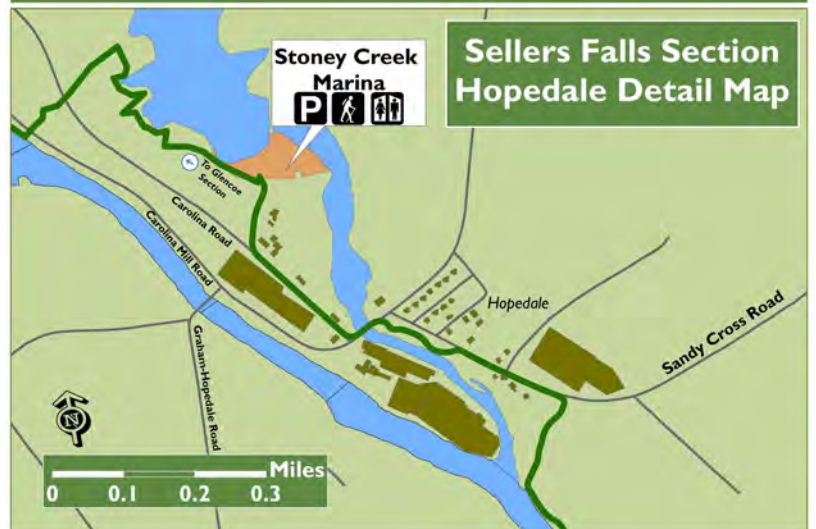 Sellers Falls Section
Hopedale Detail Map
Stoney Creek
Marina
P
To Glencoe
Section
Carolina Road
Carolina Mill Road
Graham-Hopedale Road
Hopedale
Sandy Cross Road
N
Miles
0 0.1 0.2 0.3